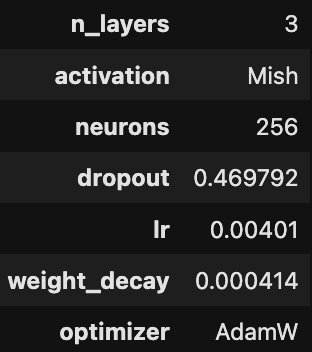 n_layers 3
activation Mish
neurons 256
dropout 0.469792
lr 0.00401
weight_decay 0.000414
optimizer AdamW